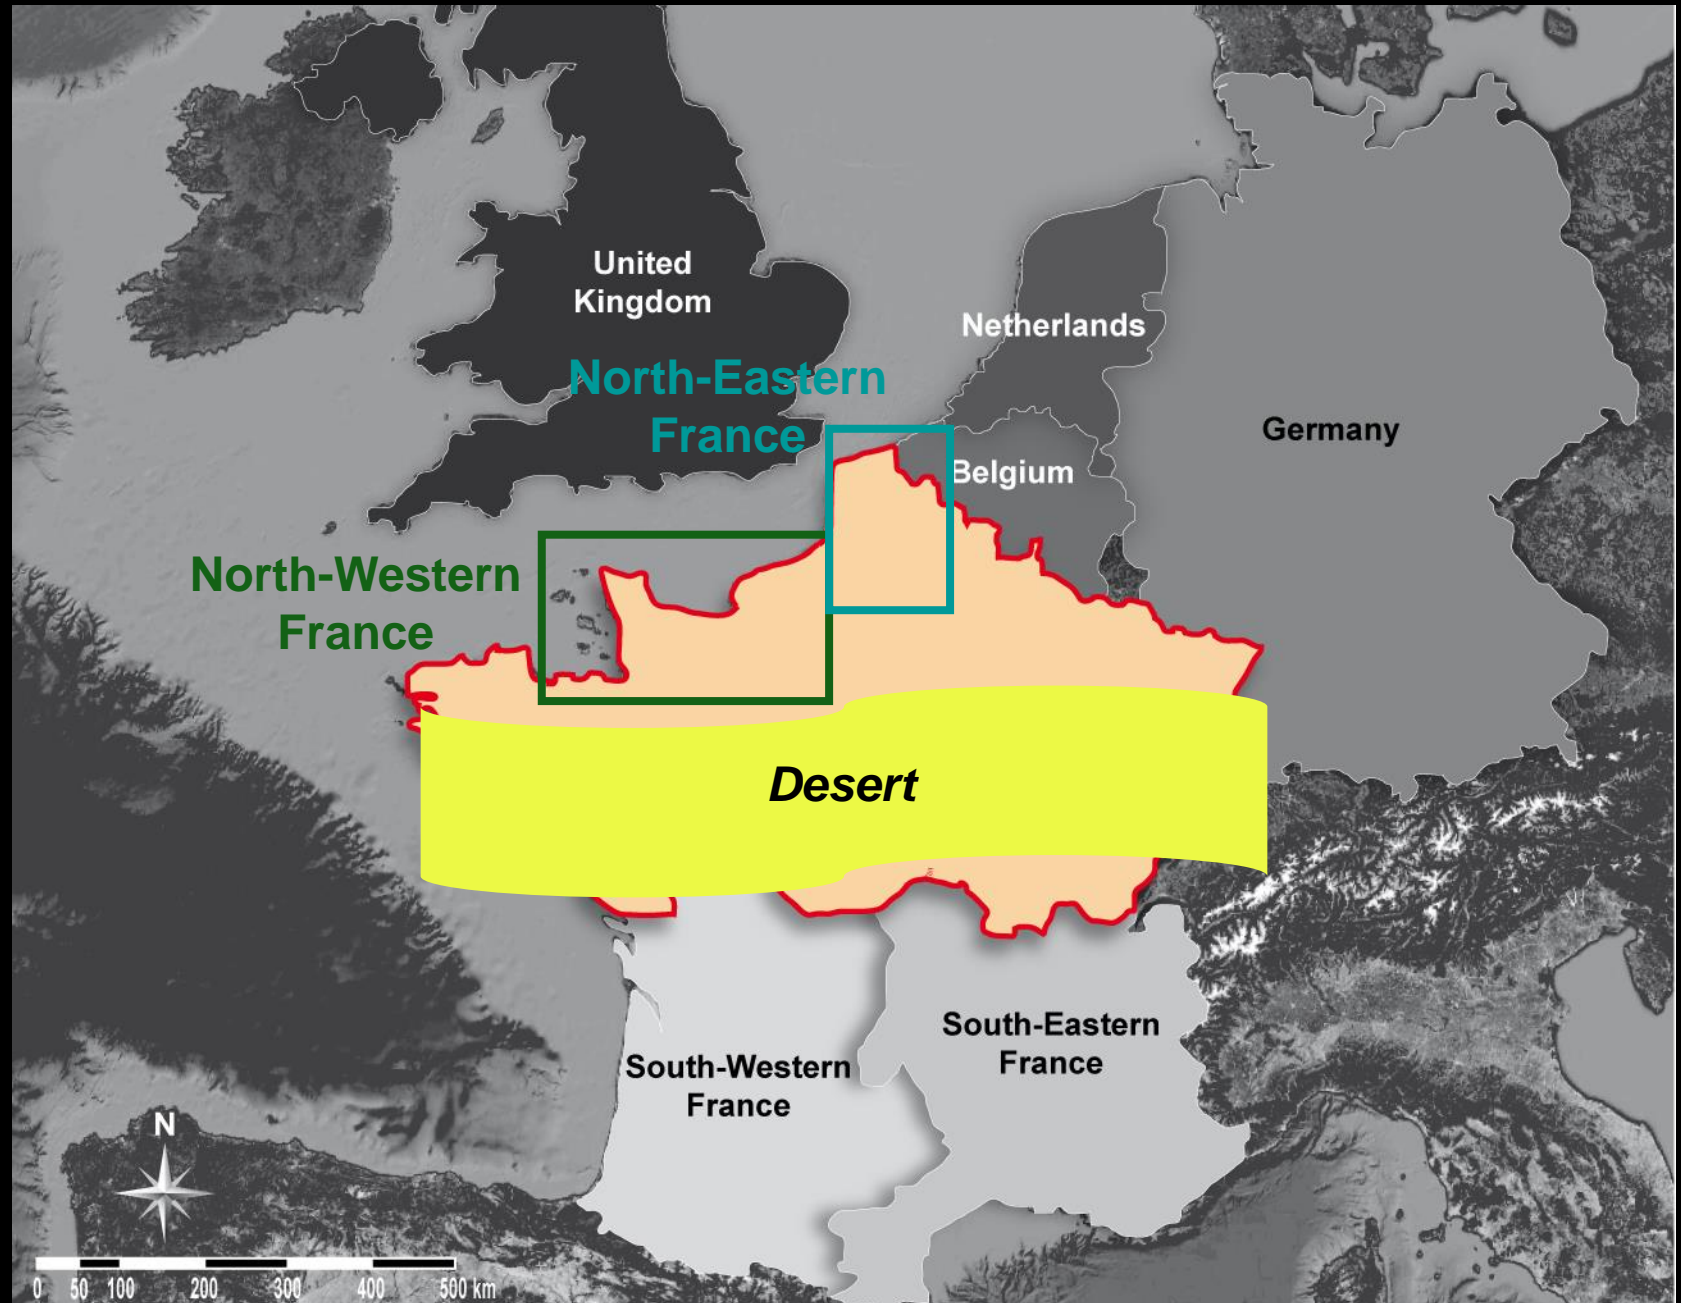 United
Kingdom
Netherlands
North-Eastern
France
Germany
Belgium
North-Western
France
Desert
South-Eastern
France
South-Western
France
N
0 50 100 200 300 400 500 km